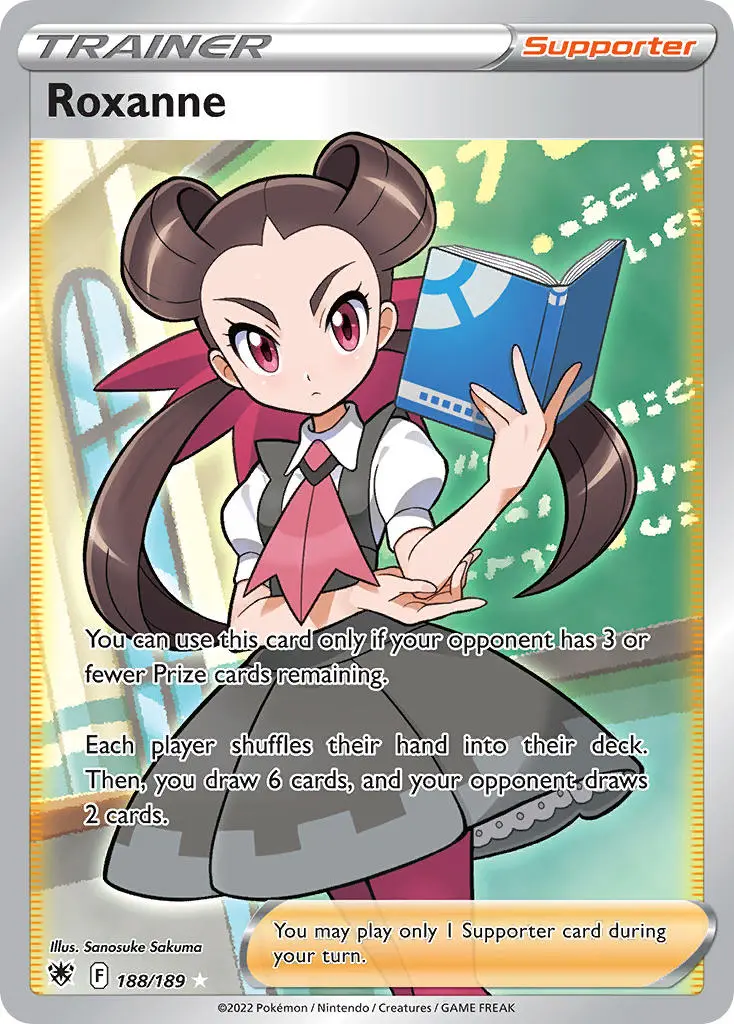 TRAINER
Supporter
Roxanne
You can use this card only if your opponent has 3 or
fewer Prize cards remaining.
Each player shuffles their hand into their deck.
Then, you draw 6 cards, and your opponent draws
2 cards.
You may play only 1 Supporter card during
your turn.
Illus. Sanosuke Sakuma
F 188/189
©2022 Pokémon / Nintendo / Creatures / GAME FREAK